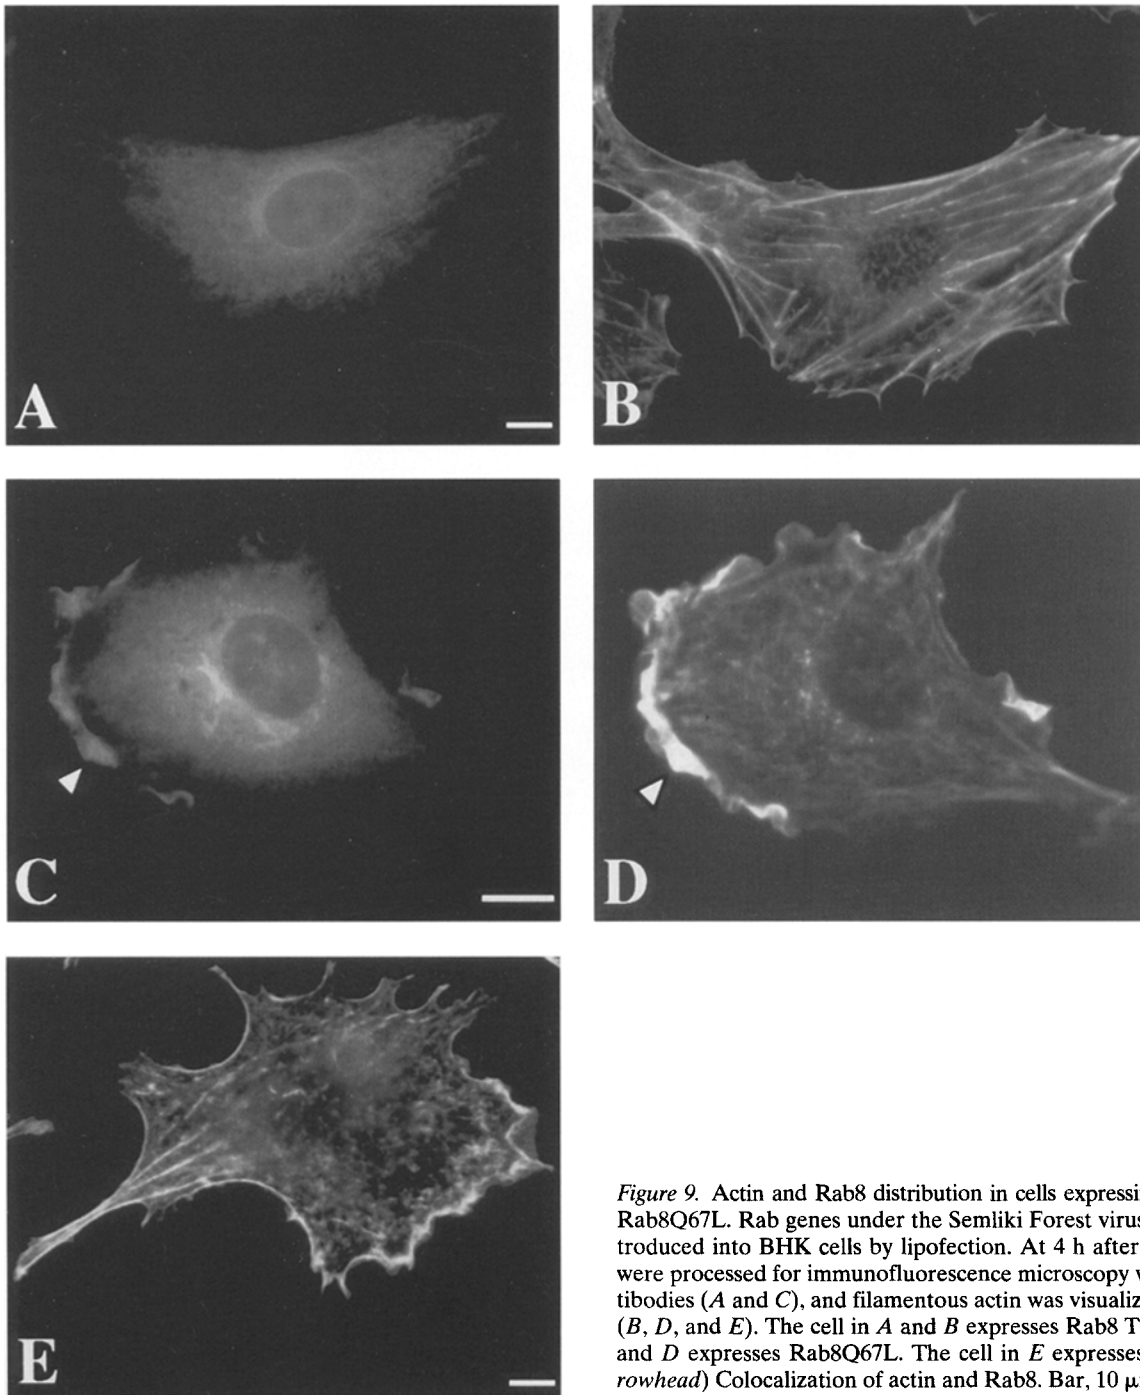 A
B
C
D
E
Figure 9. Actin and Rab8 distribution in cells expressi
Rab8Q67L. Rab genes under the Semliki Forest virus
troduced into BHK cells by lipofection. At 4 h after
were processed for immunofluorescence microscopy
tibodies (A and C), and filamentous actin was visualiz
(B, D, and E). The cell in A and B expresses Rab8 T
and D expresses Rab8Q67L. The cell in E expresses
rowhead) Colocalization of actin and Rab8. Bar, 10 μ